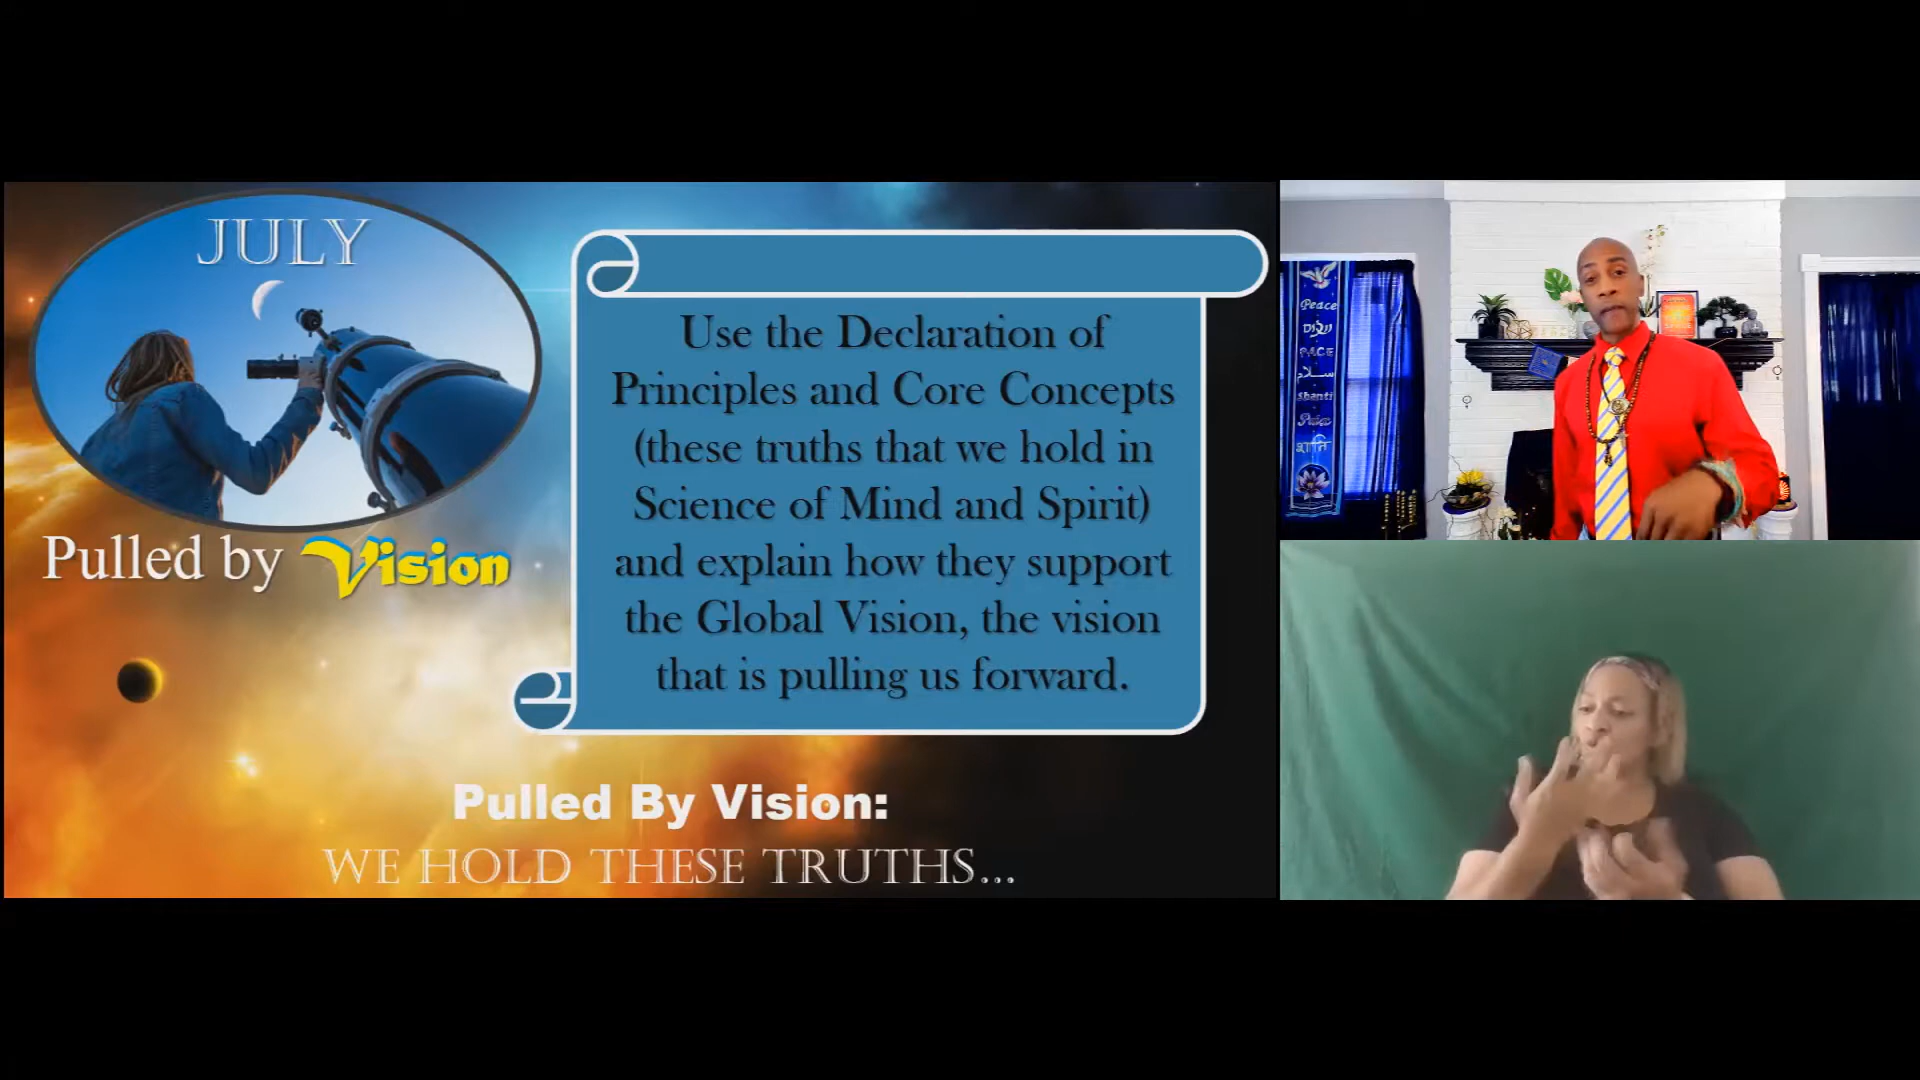 JULY
Pulled by Vision
Use the Declaration of
Principles and Core Concepts
(these truths that we hold in
Science of Mind and Spirit)
and explain how they support
the Global Vision, the vision
that is pulling us forward.
Pulled By Vision:
WE HOLD THESE TRUTHS...
Peace
PACE
سلام
Shanti
शान्ति